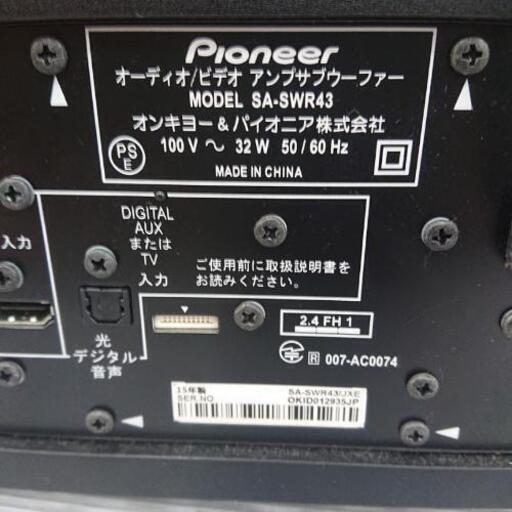 Pioneer
オーディオ/ビデオ アンプサブウーファー
MODEL SA-SWR43
オンキヨー&パイオニア株式会社
100 V ～ 32 W 50 / 60 Hz
MADE IN CHINA
PS
E
入力
DIGITAL
AUX
または
TV
入力
ご使用前に取扱説明書を
お読みください。
光
デジタル
音声
2.4 FH 1
R 007-AC0074
15年製
SA-SWR43/JXE
SER.NO.
OKID012935JP